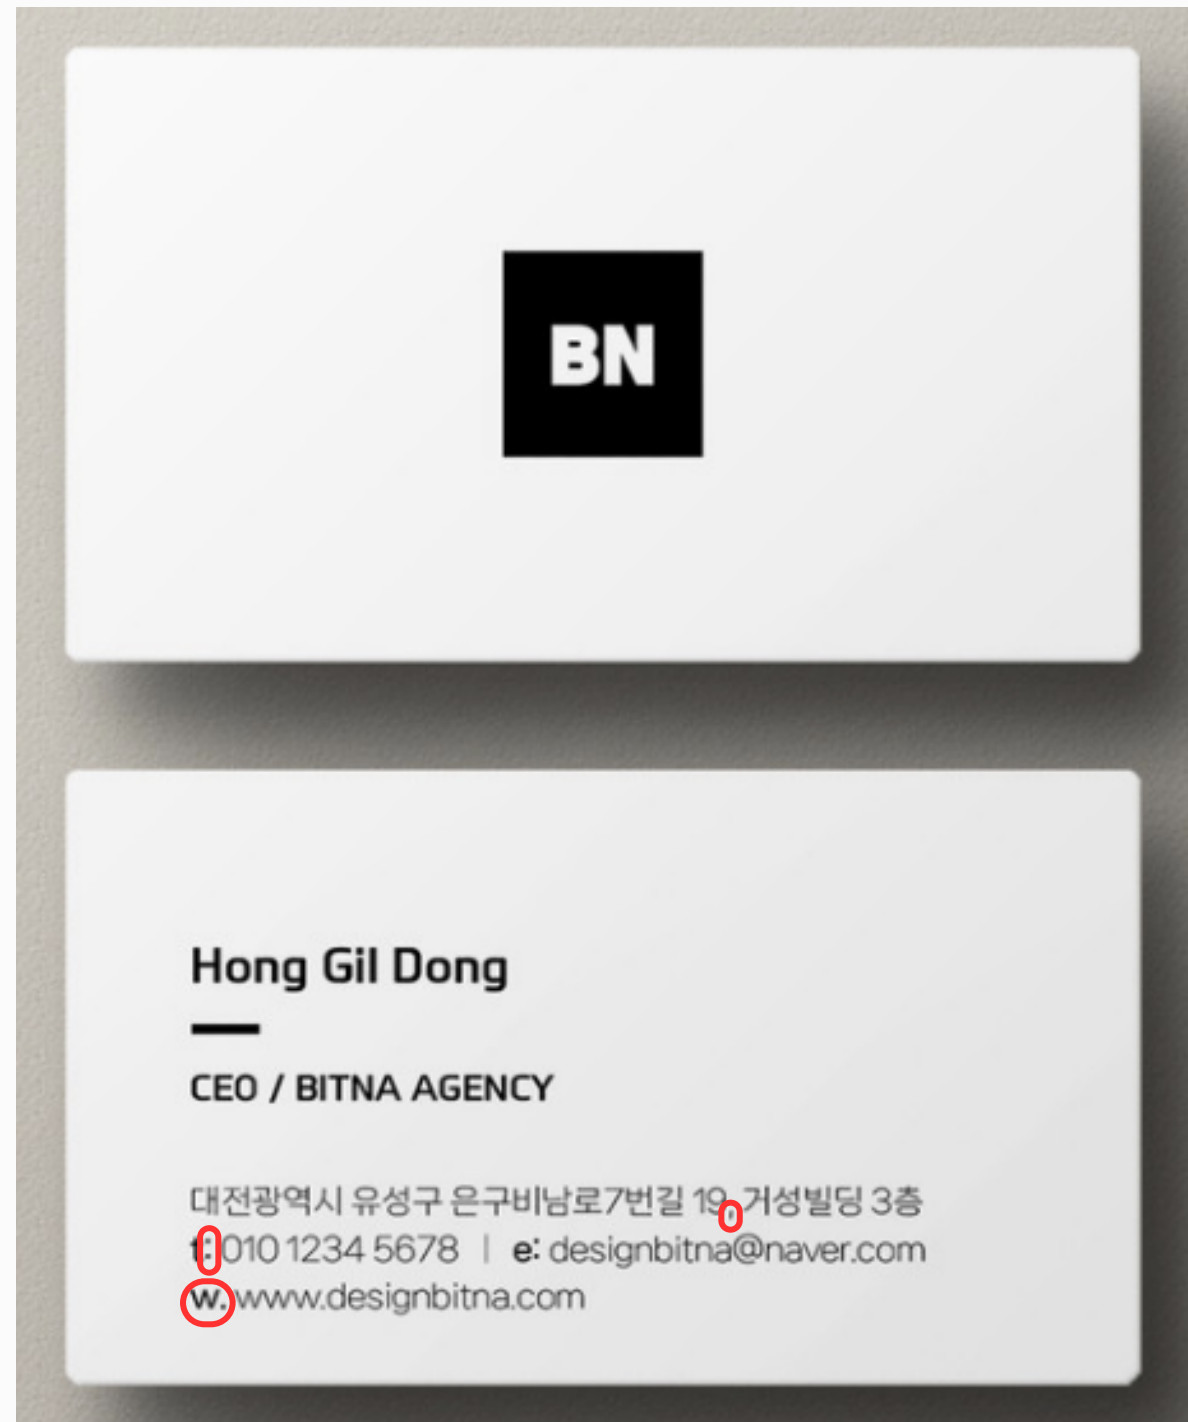 BN
Hong Gil Dong
CEO / BITNA AGENCY
대전광역시 유성구 은구비남로7번길 19, 거성빌딩 3층
t: 010 1234 5678 | e: designbitna@naver.com
w. www.designbitna.com